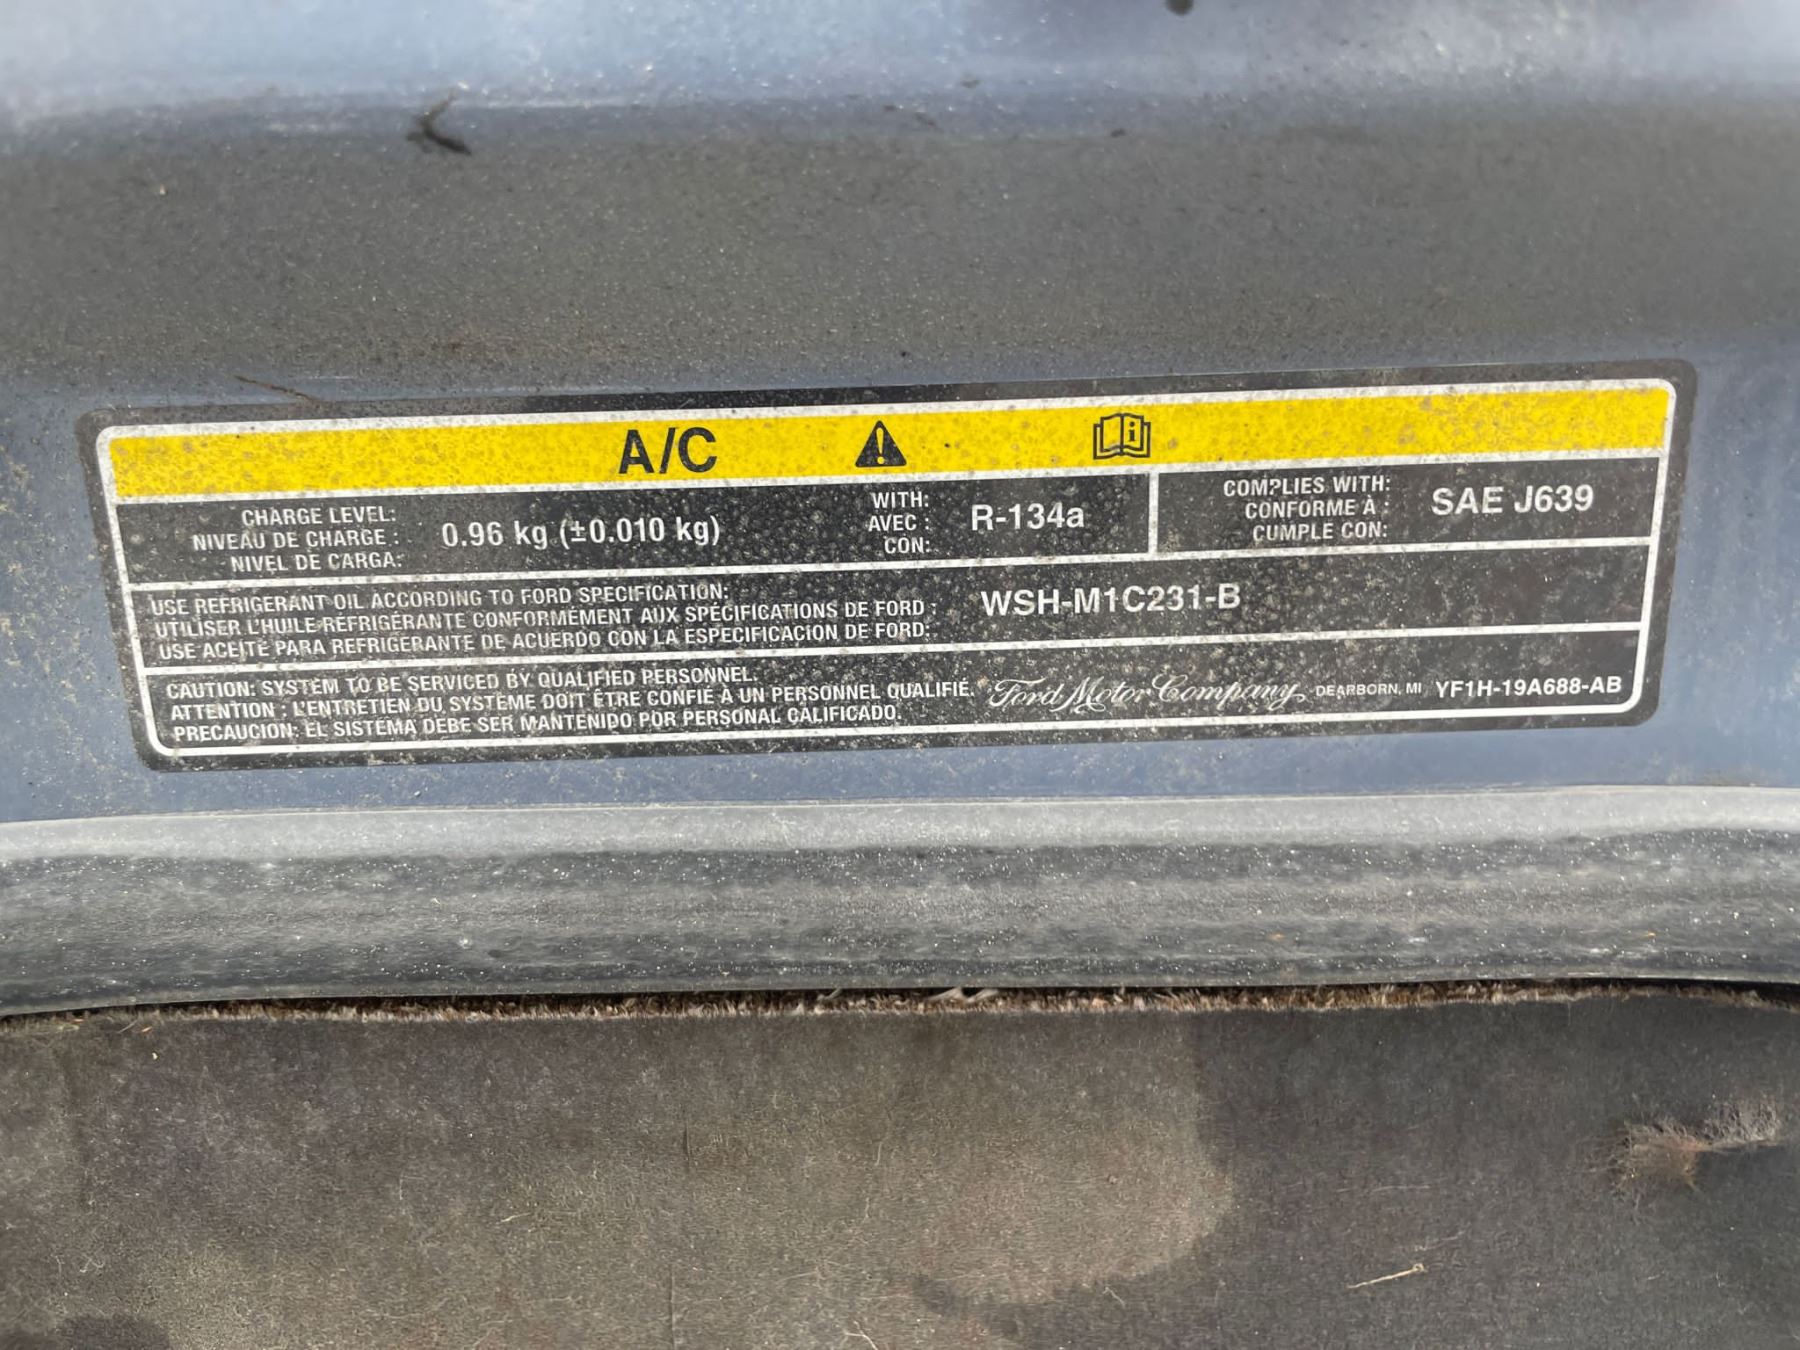 A/C
CHARGE LEVEL:
NIVEAU DE CHARGE :
NIVEL DE CARGA:
0.96 kg (±0.010 kg)
WITH:
AVEC :
CON:
R-134a
COMPLIES WITH:
CONFORME À :
CUMPLE CON:
SAE J639
USE REFRIGERANT OIL ACCORDING TO FORD SPECIFICATION:
UTILISER L'HUILE RÉFRIGÉRANTE CONFORMÉMENT AUX SPÉCIFICATIONS DE FORD :
USE ACEITE PARA REFRIGERANTE DE ACUERDO CON LA ESPECIFICACION DE FORD:
WSH-M1C231-B
CAUTION: SYSTEM TO BE SERVICED BY QUALIFIED PERSONNEL.
ATTENTION : L'ENTRETIEN DU SYSTÈME DOIT ÊTRE CONFIÉ À UN PERSONNEL QUALIFIÉ.
PRECAUCION: EL SISTEMA DEBE SER MANTENIDO POR PERSONAL CALIFICADO.
Ford Motor Company, DEARBORN, MI YF1H-19A688-AB